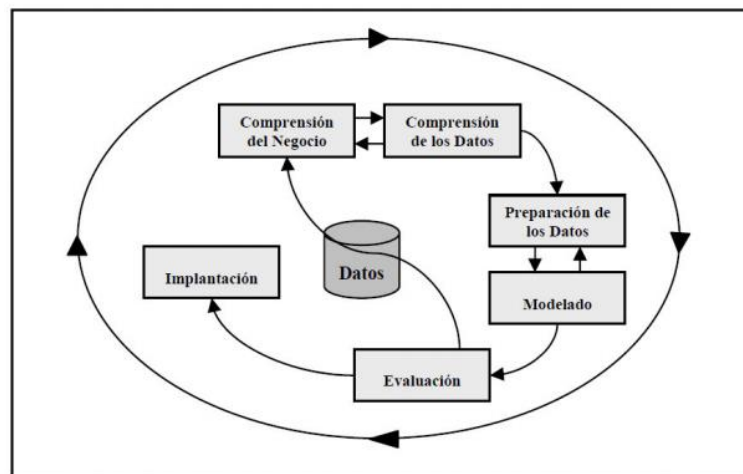 Comprensión
del Negocio
Comprensión
de los Datos
Preparación de
los Datos
Datos
Implantación
Modelado
Evaluación